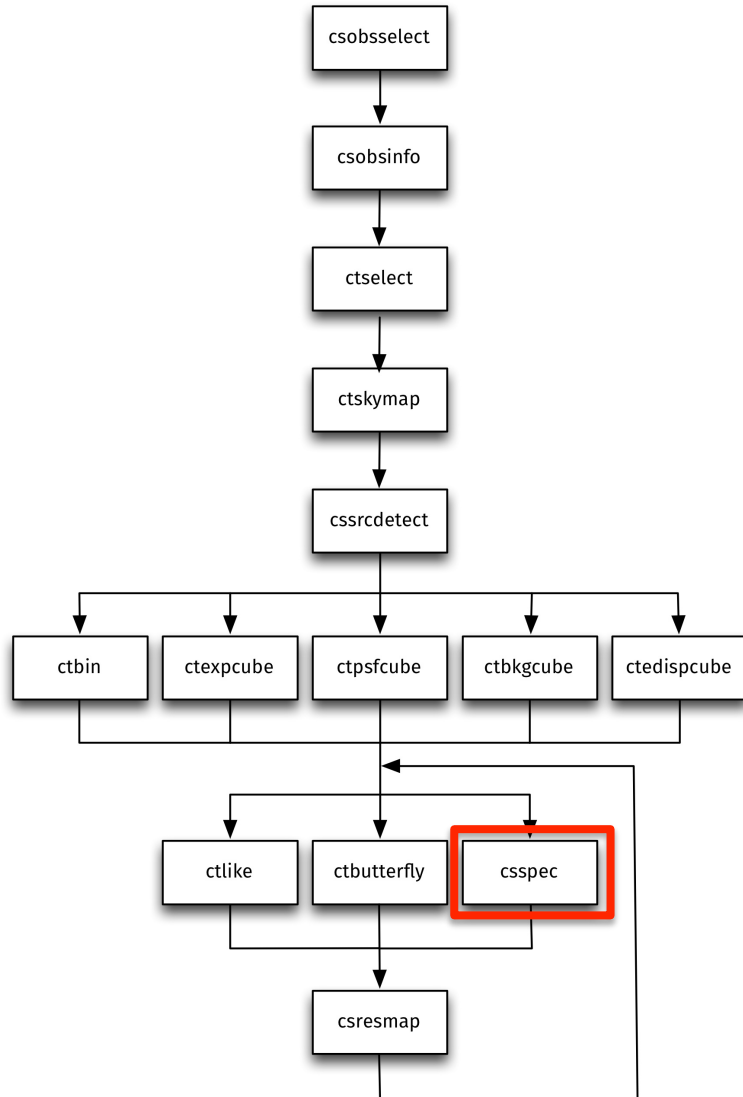 csobsselect
csobsinfo
ctselect
ctskymap
cssrcdetect
ctbin
ctexpcube
ctpsfcube
ctbkgcube
ctedispcube
ctlike
ctbutterfly
csspec
csresmap